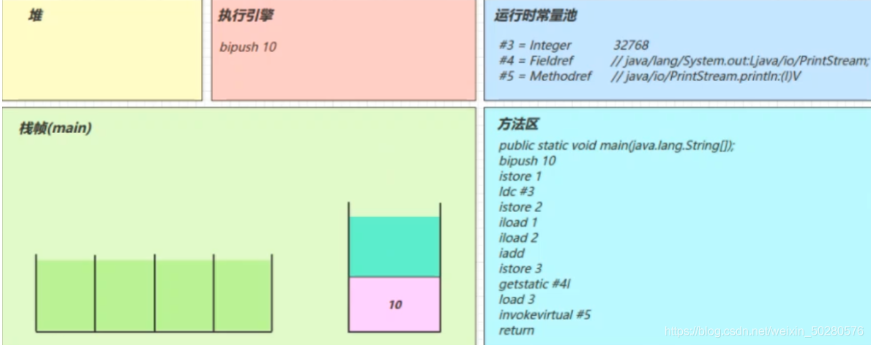 堆
执行引擎
bipush 10
运行时常量池
#3 = Integer 32768
#4 = Fieldref // java/lang/System.out:Ljava/io/PrintStream;
#5 = Methodref // java/io/PrintStream.println:(I)V
栈帧(main)
10
方法区
public static void main(java.lang.String[]);
bipush 10
istore 1
ldc #3
istore 2
iload 1
iload 2
iadd
istore 3
getstatic #4l
load 3
invokevirtual #5
return
https://blog.csdn.net/weixin_50280576